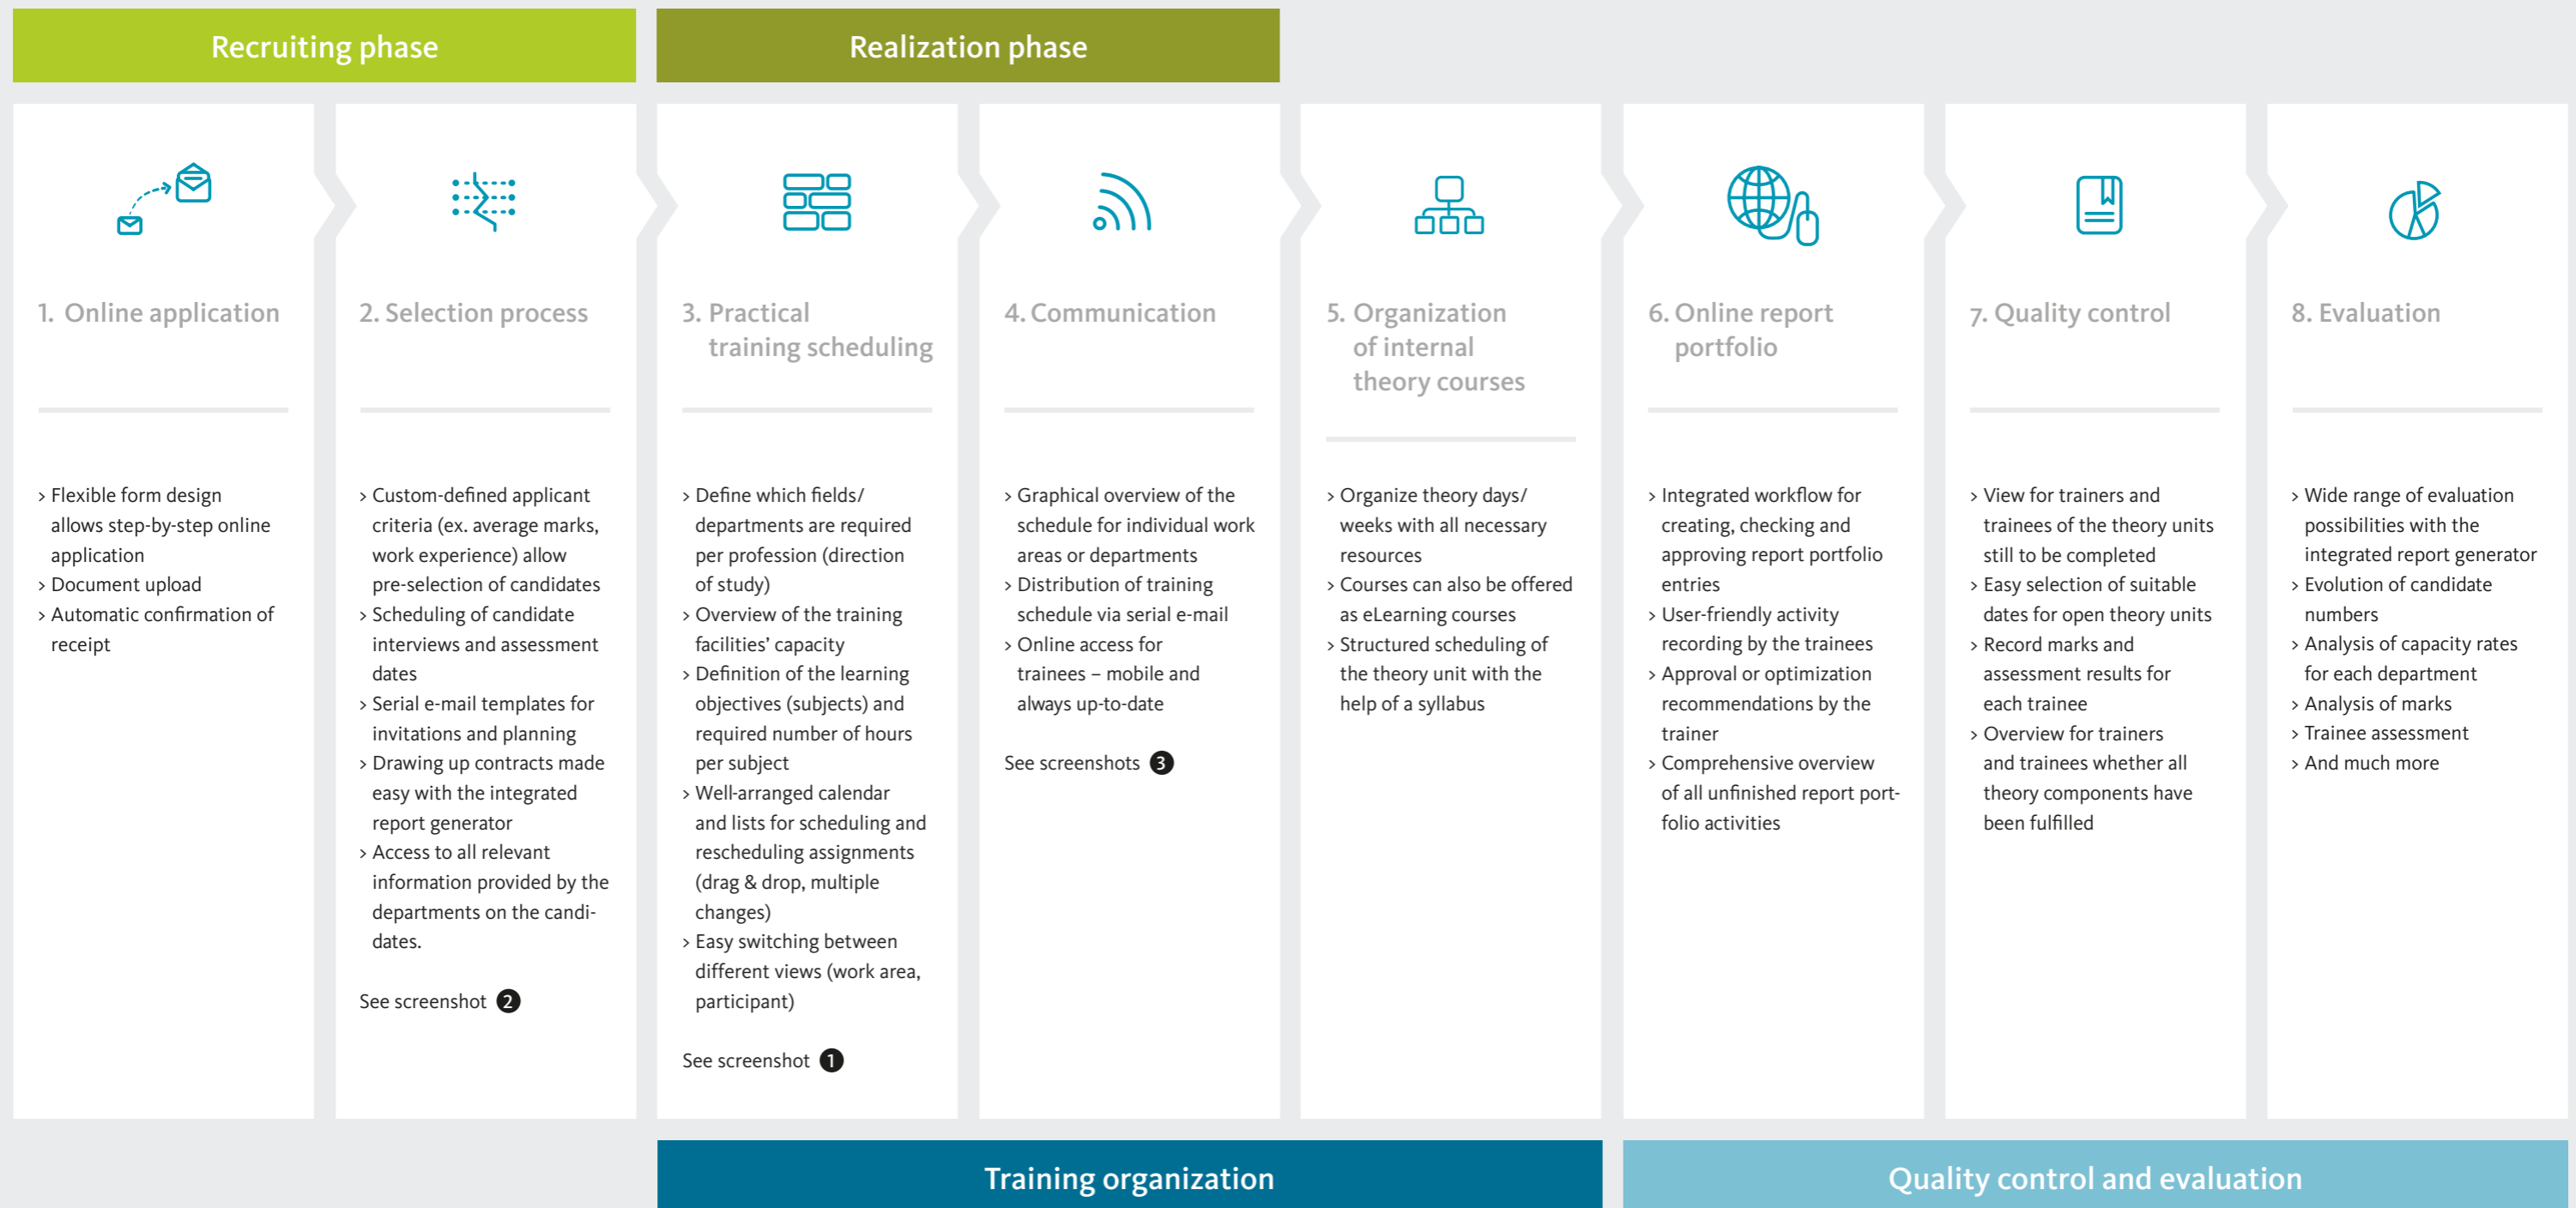 Recruiting phase
Realization phase
1. Online application
> Flexible form design
allows step-by-step online
application
> Document upload
> Automatic confirmation of
receipt
2. Selection process
> Custom-defined applicant
criteria (ex. average marks,
work experience) allow
pre-selection of candidates
> Scheduling of candidate
interviews and assessment
dates
> Serial e-mail templates for
invitations and planning
> Drawing up contracts made
easy with the integrated
report generator
> Access to all relevant
information provided by the
departments on the candi-
dates.
See screenshot 2
3. Practical
training scheduling
> Define which fields/
departments are required
per profession (direction
of study)
> Overview of the training
facilities’ capacity
> Definition of the learning
objectives (subjects) and
required number of hours
per subject
> Well-arranged calendar
and lists for scheduling and
rescheduling assignments
(drag & drop, multiple
changes)
> Easy switching between
different views (work area,
participant)
See screenshot 1
4. Communication
> Graphical overview of the
schedule for individual work
areas or departments
> Distribution of training
schedule via serial e-mail
> Online access for
trainees – mobile and
always up-to-date
See screenshots 3
5. Organization
of internal
theory courses
> Organize theory days/
weeks with all necessary
resources
> Courses can also be offered
as eLearning courses
> Structured scheduling of
the theory unit with the
help of a syllabus
6. Online report
portfolio
> Integrated workflow for
creating, checking and
approving report portfolio
entries
> User-friendly activity
recording by the trainees
> Approval or optimization
recommendations by the
trainer
> Comprehensive overview
of all unfinished report port-
folio activities
7. Quality control
> View for trainers and
trainees of the theory units
still to be completed
> Easy selection of suitable
dates for open theory units
> Record marks and
assessment results for
each trainee
> Overview for trainers
and trainees whether all
theory components have
been fulfilled
8. Evaluation
> Wide range of evaluation
possibilities with the
integrated report generator
> Evolution of candidate
numbers
> Analysis of capacity rates
for each department
> Analysis of marks
> Trainee assessment
> And much more
Training organization
Quality control and evaluation